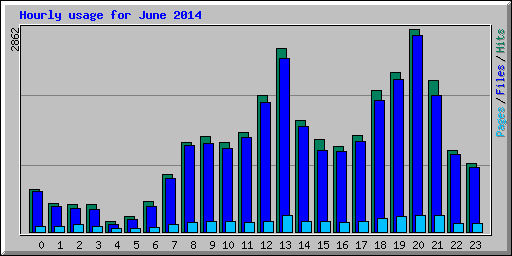 Hourly usage for June 2014
2862
Pages / Files / Hits
0 1 2 3 4 5 6 7 8 9 10 11 12 13 14 15 16 17 18 19 20 21 22 23